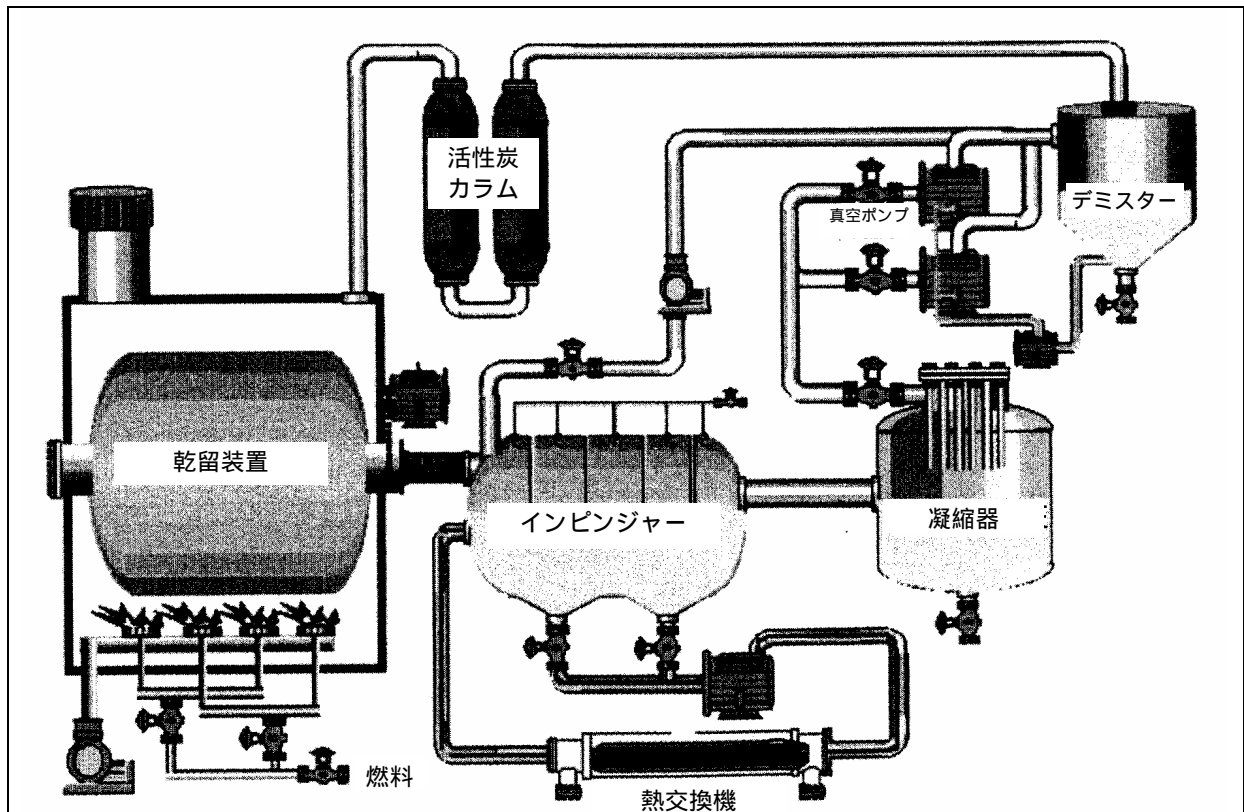 活性炭
カラム
真空ポンプ
デミスター
乾留装置
インピンジャー
凝縮器
燃料
熱交換機